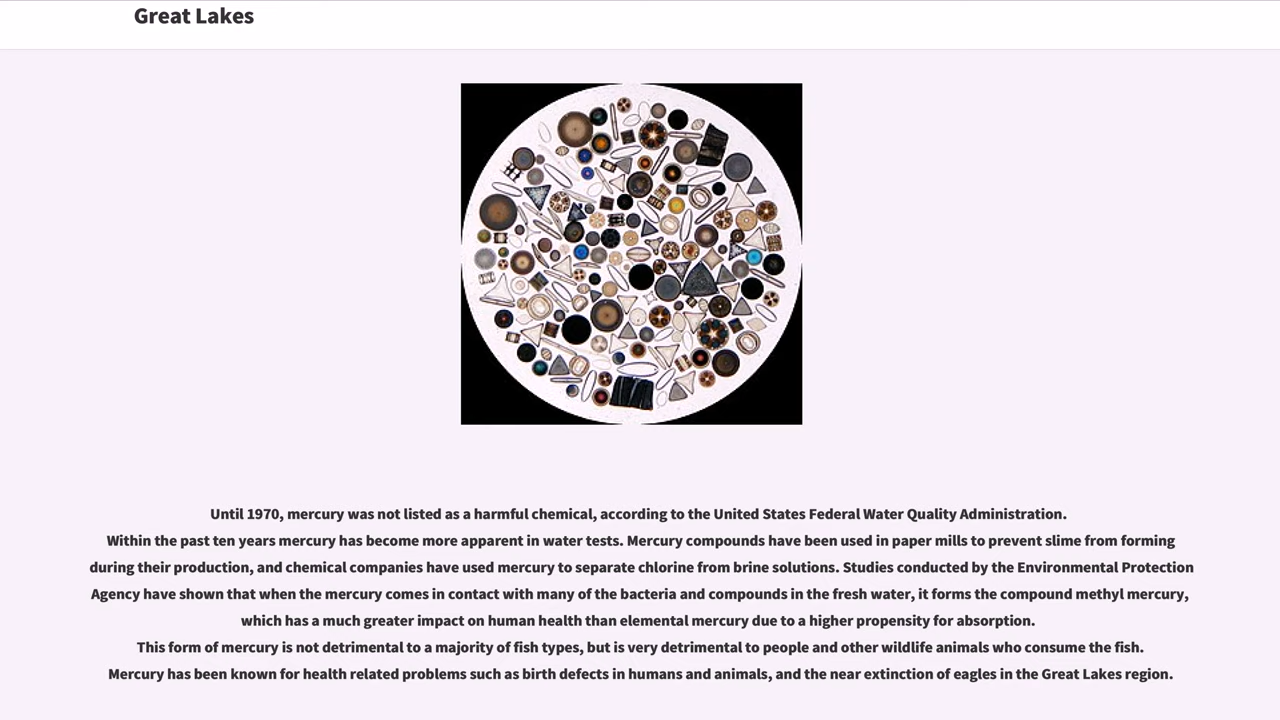 Great Lakes
Until 1970, mercury was not listed as a harmful chemical, according to the United States Federal Water Quality Administration.
Within the past ten years mercury has become more apparent in water tests. Mercury compounds have been used in paper mills to prevent slime from forming
during their production, and chemical companies have used mercury to separate chlorine from brine solutions. Studies conducted by the Environmental Protection
Agency have shown that when the mercury comes in contact with many of the bacteria and compounds in the fresh water, it forms the compound methyl mercury,
which has a much greater impact on human health than elemental mercury due to a higher propensity for absorption.
This form of mercury is not detrimental to a majority of fish types, but is very detrimental to people and other wildlife animals who consume the fish.
Mercury has been known for health related problems such as birth defects in humans and animals, and the near extinction of eagles in the Great Lakes region.